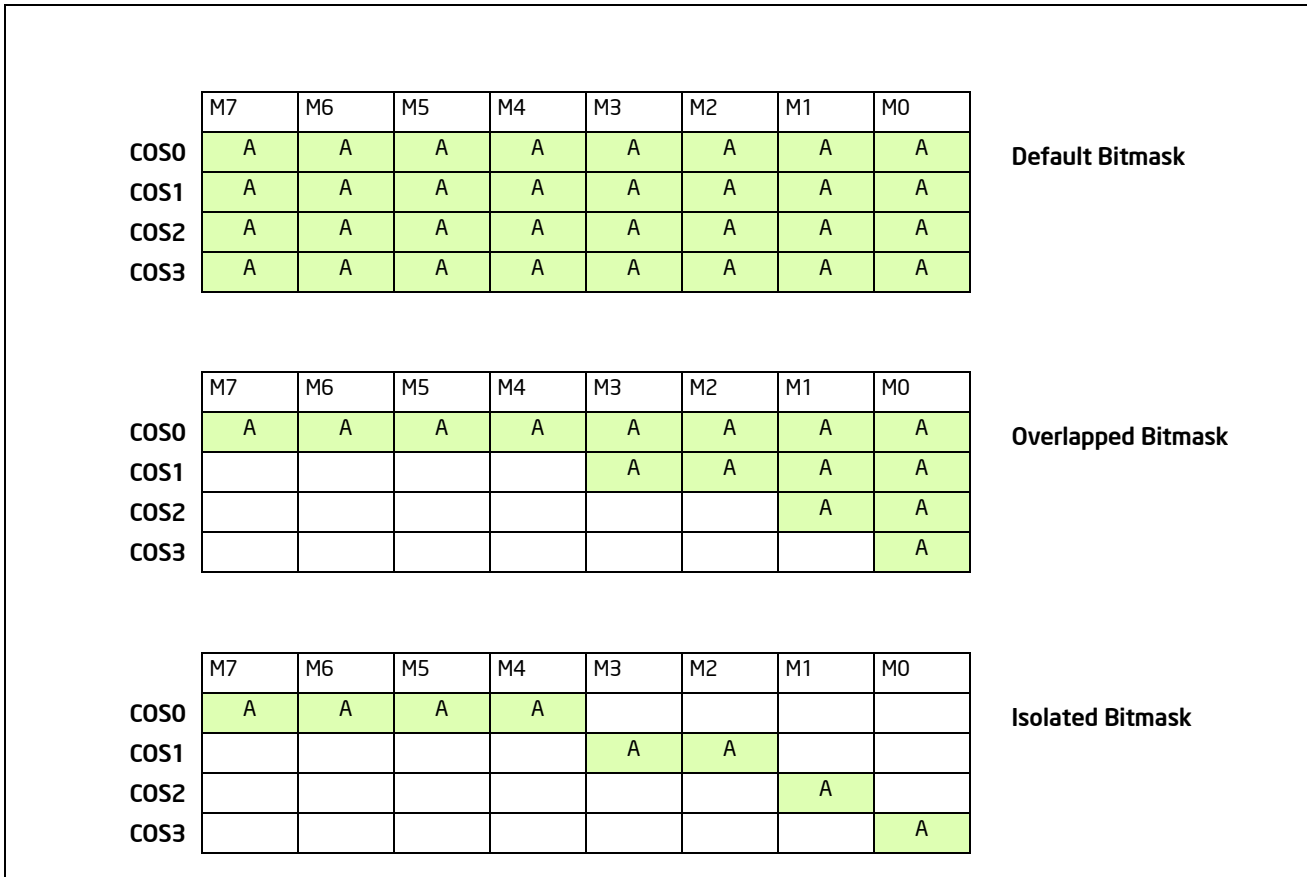 M7 M6 M5 M4 M3 M2 M1 M0
COS0 A A A A A A A A Default Bitmask
COS1 A A A A A A A A
COS2 A A A A A A A A
COS3 A A A A A A A A
M7 M6 M5 M4 M3 M2 M1 M0
COS0 A A A A A A A A Overlapped Bitmask
COS1 A A A A
COS2 A A
COS3 A
M7 M6 M5 M4 M3 M2 M1 M0
COS0 A A A A Isolated Bitmask
COS1 A A
COS2 A
COS3 A